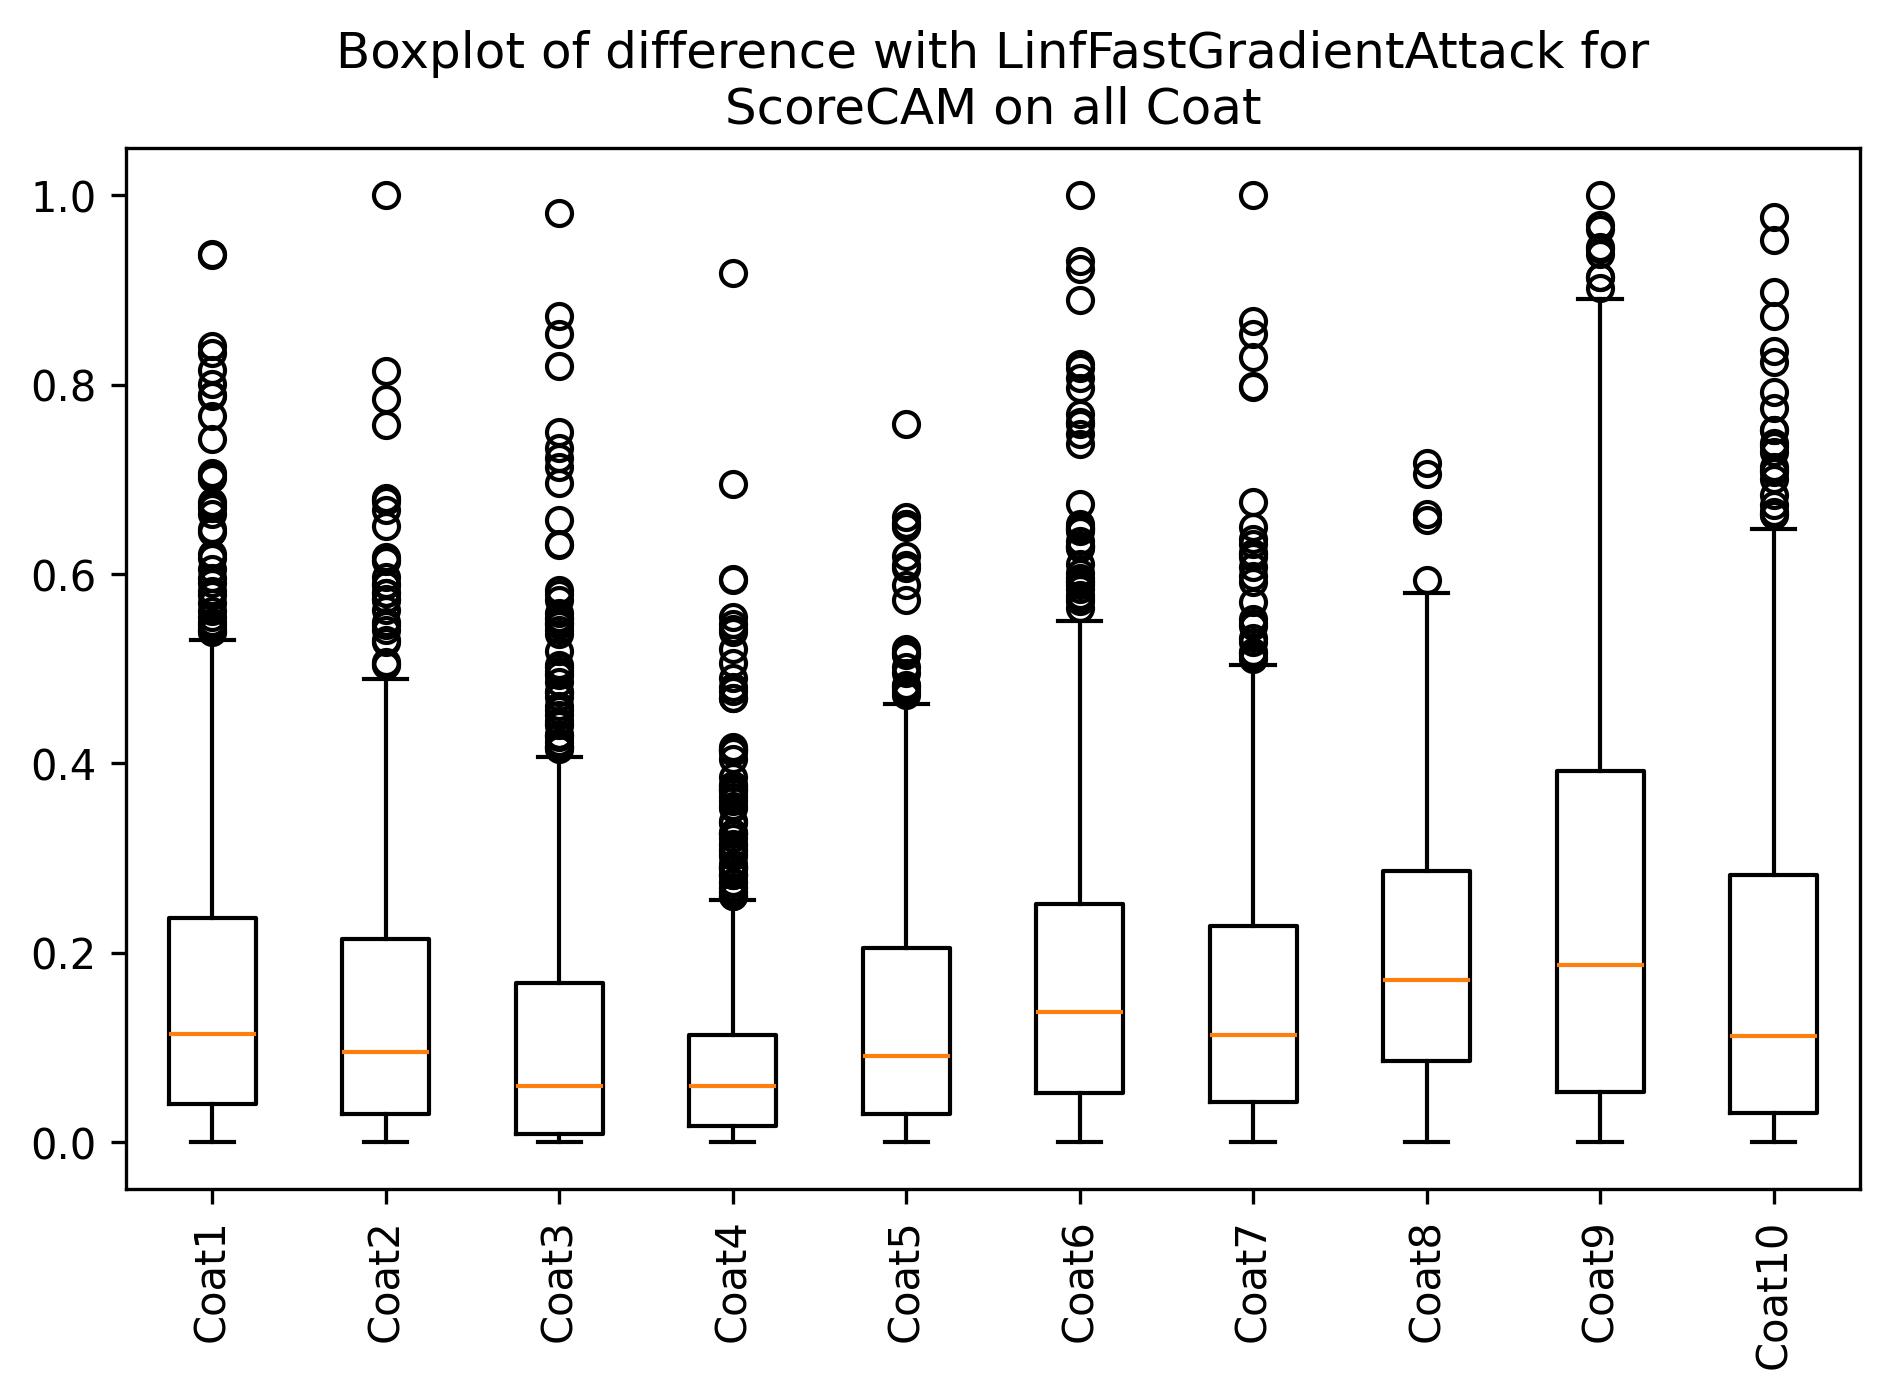 Boxplot of difference with LinfFastGradientAttack for
ScoreCAM on all Coat
1.0
0.8
0.6
0.4
0.2
0.0
Coat1
Coat2
Coat3
Coat4
Coat5
Coat6
Coat7
Coat8
Coat9
Coat10